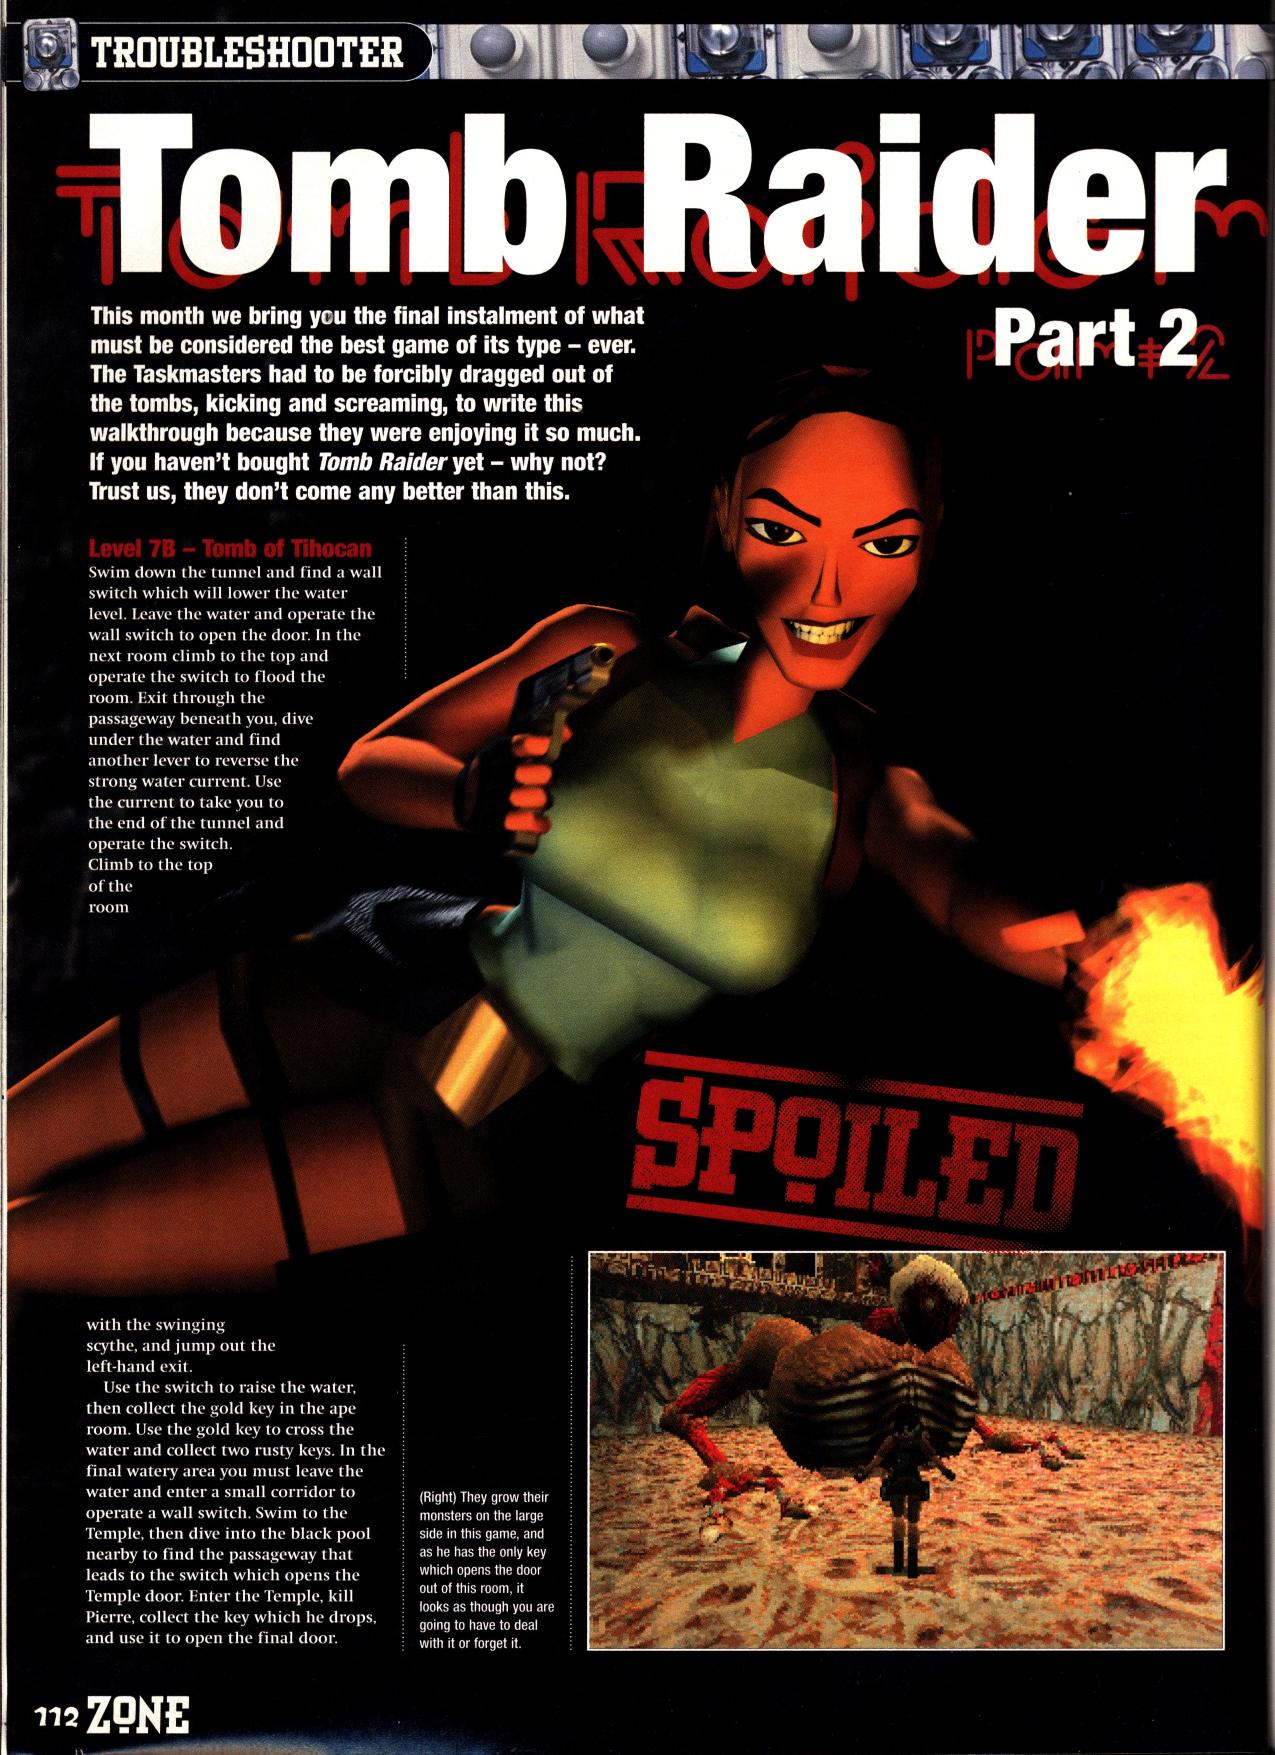 TROUBLESHOOTER
Tomb Raider
Part 2
This month we bring you the final instalment of what
must be considered the best game of its type – ever.
The Taskmasters had to be forcibly dragged out of
the tombs, kicking and screaming, to write this
walkthrough because they were enjoying it so much.
If you haven't bought Tomb Raider yet – why not?
Trust us, they don't come any better than this.
Level 7B – Tomb of Tihocan
Swim down the tunnel and find a wall
switch which will lower the water
level. Leave the water and operate the
wall switch to open the door. In the
next room climb to the top and
operate the switch to flood the
room. Exit through the
passageway beneath you, dive
under the water and find
another lever to reverse the
strong water current. Use
the current to take you to
the end of the tunnel and
operate the switch.
Climb to the top
of the
room
with the swinging
scythe, and jump out the
left-hand exit.
Use the switch to raise the water,
then collect the gold key in the ape
room. Use the gold key to cross the
water and collect two rusty keys. In the
final watery area you must leave the
water and enter a small corridor to
operate a wall switch. Swim to the
Temple, then dive into the black pool
nearby to find the passageway that
leads to the switch which opens the
Temple door. Enter the Temple, kill
Pierre, collect the key which he drops,
and use it to open the final door.
SPOILED
(Right) They grow their
monsters on the large
side in this game, and
as he has the only key
which opens the door
out of this room, it
looks as though you are
going to have to deal
with it or forget it.
112 ZONE